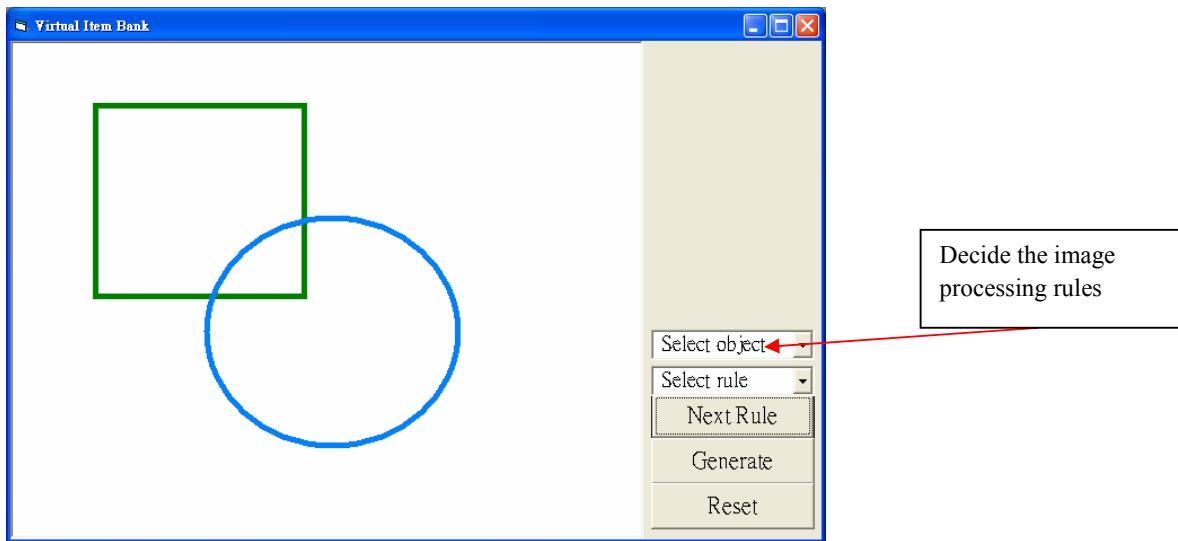 Virtual Item Bank
Decide the image
processing rules
Select object
Select rule
Next Rule
Generate
Reset